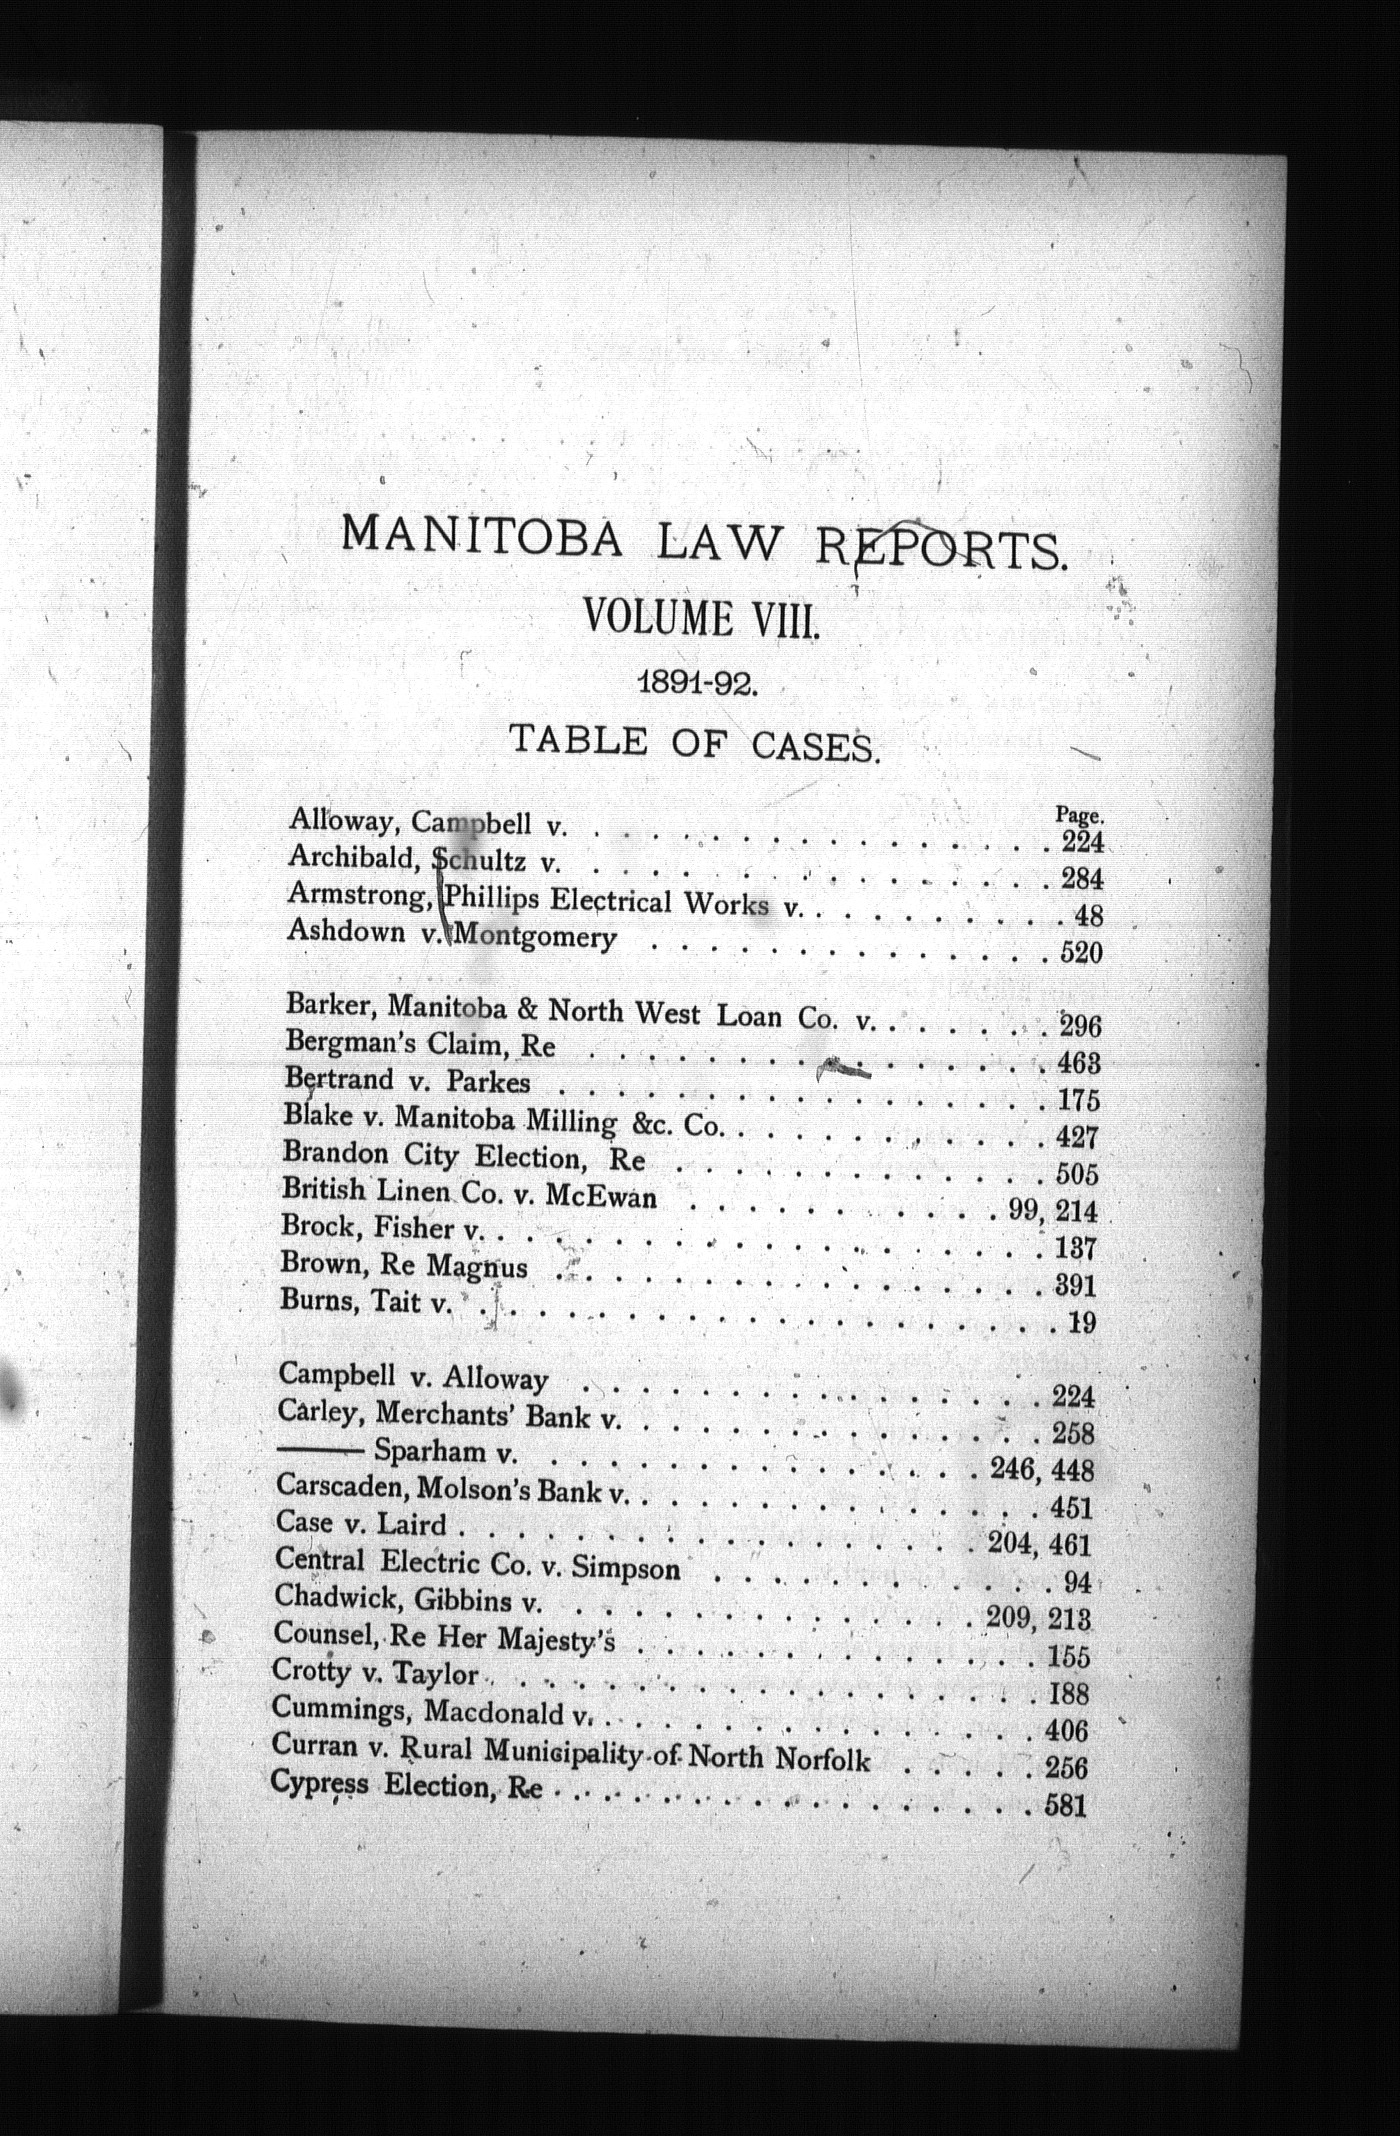 MANITOBA LAW REPORTS.
VOLUME VIII.
1891-92.
TABLE OF CASES.
Page.
Alloway, Campbell v. . . . . . . . . . . . . . . . . 224
Archibald, Schultz v. . . . . . . . . . . . . . . . . 284
Armstrong, Phillips Electrical Works v. . . . . . . . . . 48
Ashdown v. Montgomery . . . . . . . . . . . . . . 520
Barker, Manitoba & North West Loan Co. v. . . . . . . 296
Bergman's Claim, Re . . . . . . . . . . . . . . . . 463
Bertrand v. Parkes . . . . . . . . . . . . . . . . . 175
Blake v. Manitoba Milling &c. Co. . . . . . . . . . . . 427
Brandon City Election, Re . . . . . . . . . . . . . 505
British Linen Co. v. McEwan . . . . . . . . . . . 99, 214
Brock, Fisher v. . . . . . . . . . . . . . . . . . . . 137
Brown, Re Magnus . . . . . . . . . . . . . . . . . 391
Burns, Tait v. . . . . . . . . . . . . . . . . . . . . 19
Campbell v. Alloway . . . . . . . . . . . . . . . . 224
Carley, Merchants' Bank v. . . . . . . . . . . . . . . 258
——— Sparham v. . . . . . . . . . . . . . . . 246, 448
Carscaden, Molson's Bank v. . . . . . . . . . . . . . . 451
Case v. Laird . . . . . . . . . . . . . . . . . . 204, 461
Central Electric Co. v. Simpson . . . . . . . . . . . . 94
Chadwick, Gibbins v. . . . . . . . . . . . . . . 209, 213
Counsel, Re Her Majesty's . . . . . . . . . . . . . . 155
Crotty v. Taylor . . . . . . . . . . . . . . . . . . . 188
Cummings, Macdonald v. . . . . . . . . . . . . . . . 406
Curran v. Rural Municipality of North Norfolk . . . . . 256
Cypress Election, Re . . . . . . . . . . . . . . . . . 581